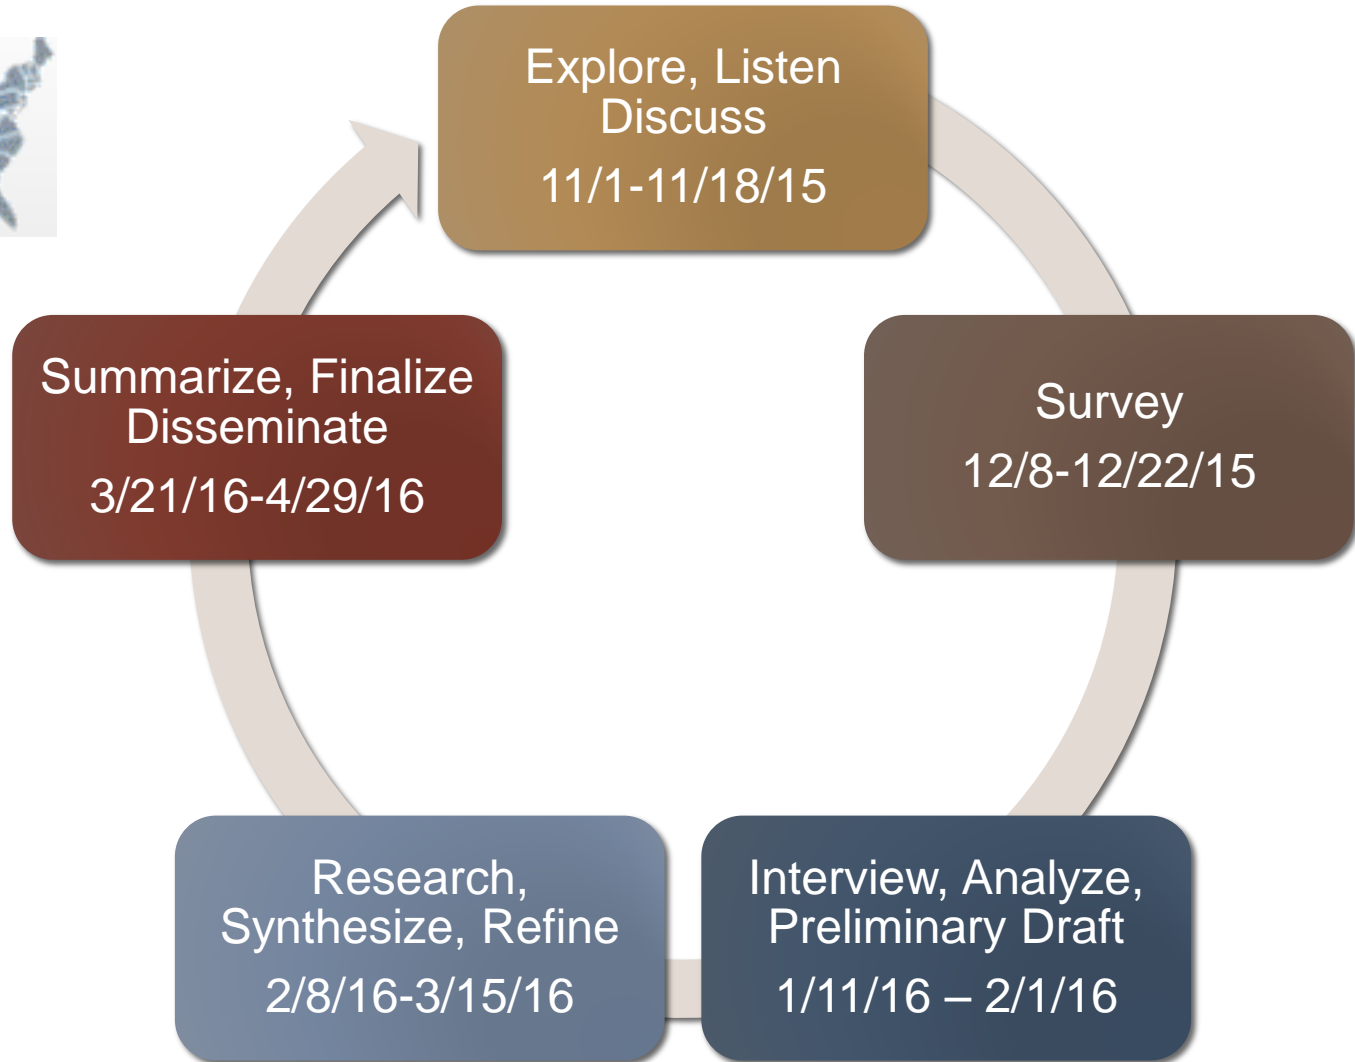 Explore, Listen
Discuss
11/1-11/18/15
Survey
12/8-12/22/15
Interview, Analyze,
Preliminary Draft
1/11/16 – 2/1/16
Research,
Synthesize, Refine
2/8/16-3/15/16
Summarize, Finalize
Disseminate
3/21/16-4/29/16